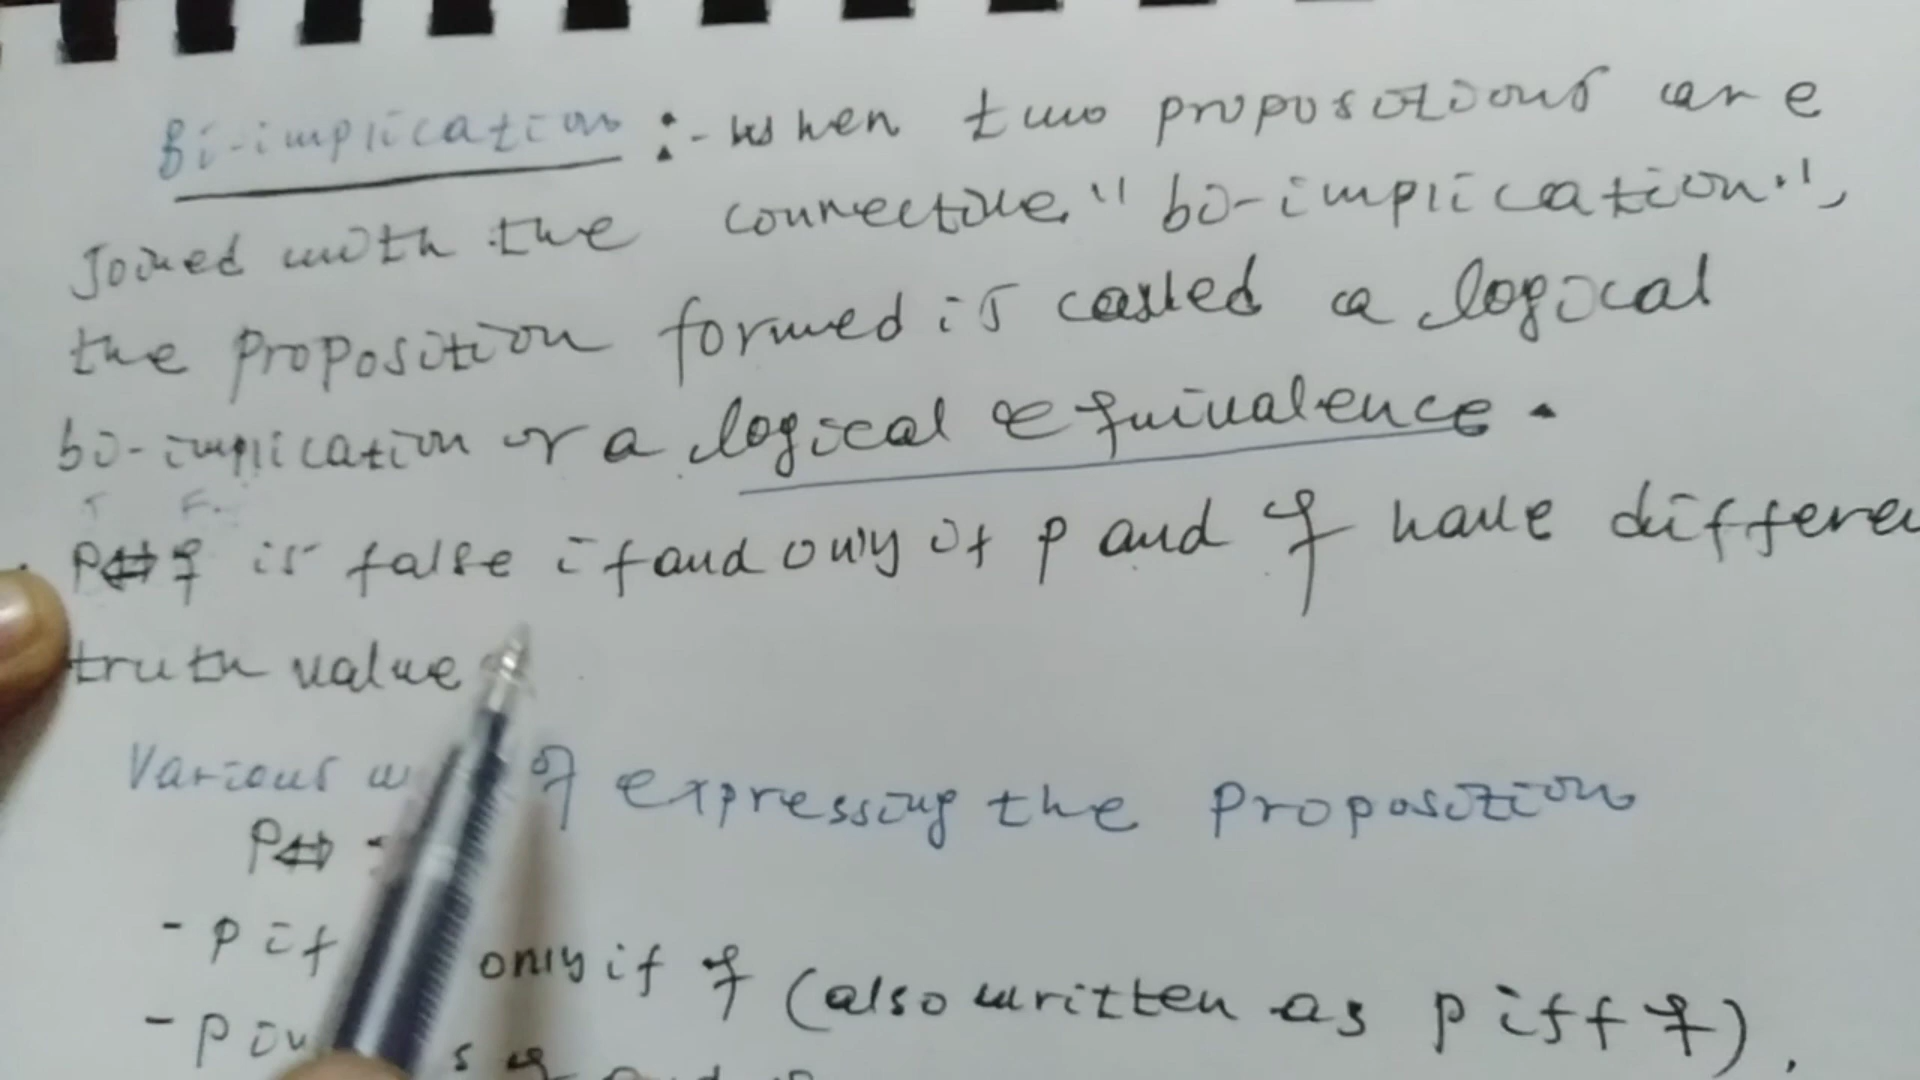 Bi-implication :- when two propositions are
Joined with the connective "bi-implication",
the proposition formed is called a logical
bi-implication or a logical equivalence.
T F.
P⇔q is false if and only if p and q have differen
truth value
Various of expressing the Proposition
P⇔ :
- p if only if q (also written as p iff q).
- p